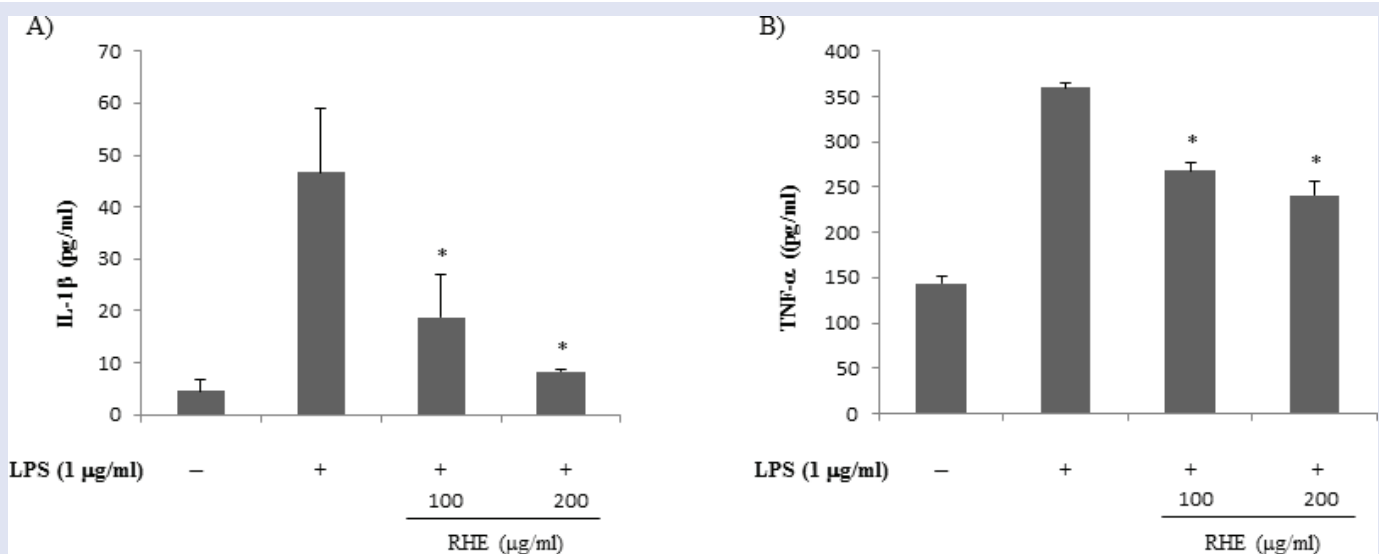 A)
70
60
50
40
30
20
10
0
IL-1β (pg/ml)
*
*
LPS (1 µg/ml) – + + +
100 200
RHE (µg/ml)
B)
400
350
300
250
200
150
100
50
0
TNF-α ((pg/ml)
*
*
LPS (1 µg/ml) – + + +
100 200
RHE (µg/ml)